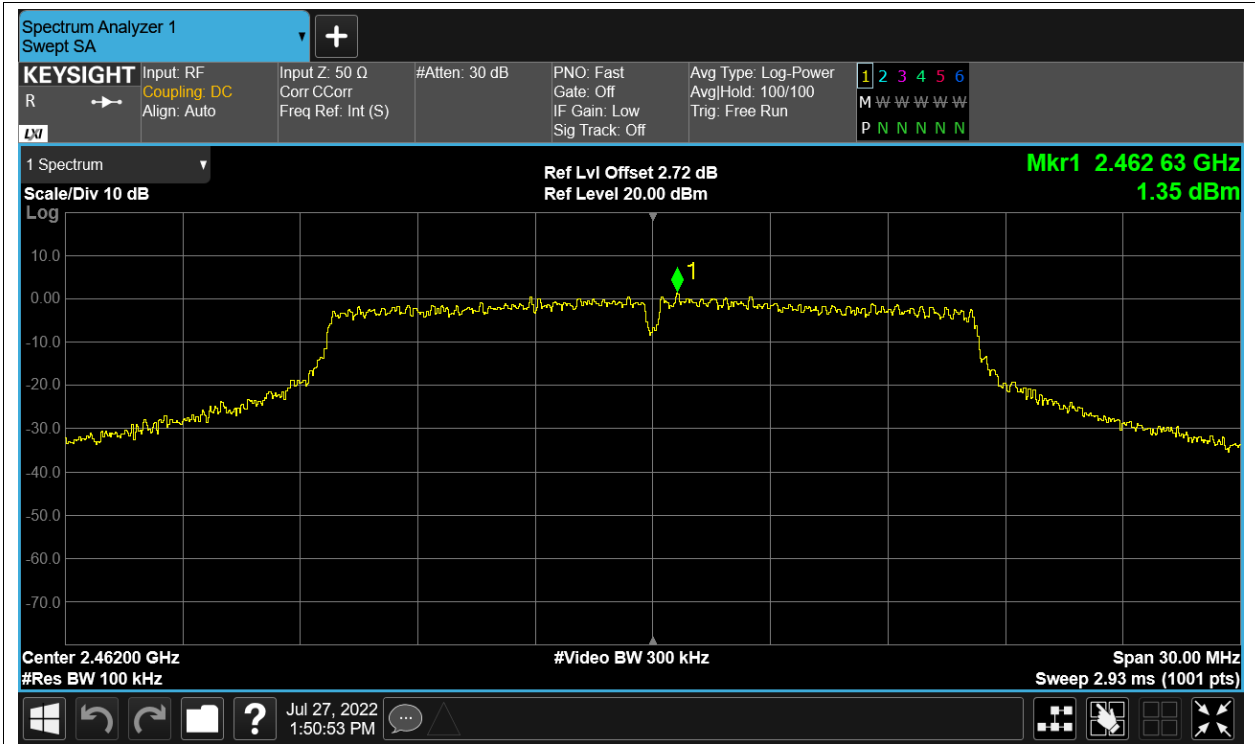 Spectrum Analyzer 1
Swept SA
KEYSIGHT
R
LXI
Input: RF
Coupling: DC
Align: Auto
Input Z: 50 Ω
Corr CCorr
Freq Ref: Int (S)
#Atten: 30 dB
PNO: Fast
Gate: Off
IF Gain: Low
Sig Track: Off
Avg Type: Log-Power
Avg|Hold: 100/100
Trig: Free Run
1 2 3 4 5 6
M W W W W W
P N N N N N
1 Spectrum
Scale/Div 10 dB
Log
Ref Lvl Offset 2.72 dB
Ref Level 20.00 dBm
Mkr1 2.462 63 GHz
1.35 dBm
1
10.0
0.00
-10.0
-20.0
-30.0
-40.0
-50.0
-60.0
-70.0
Center 2.46200 GHz
#Res BW 100 kHz
#Video BW 300 kHz
Span 30.00 MHz
Sweep 2.93 ms (1001 pts)
?
Jul 27, 2022
1:50:53 PM